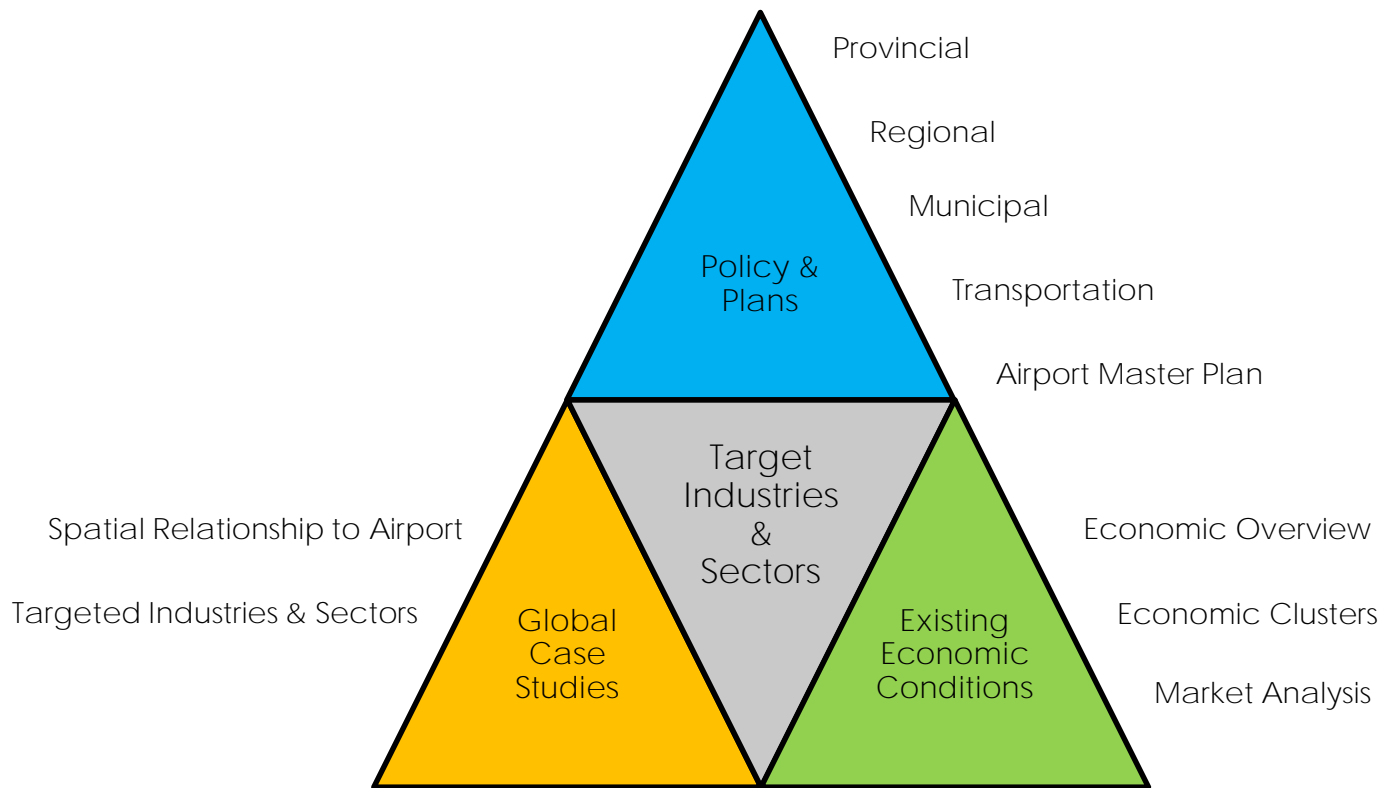 Provincial
Regional
Municipal
Policy &
Plans
Transportation
Airport Master Plan
Target
Industries
&
Sectors
Spatial Relationship to Airport
Targeted Industries & Sectors
Global
Case
Studies
Existing
Economic
Conditions
Economic Overview
Economic Clusters
Market Analysis